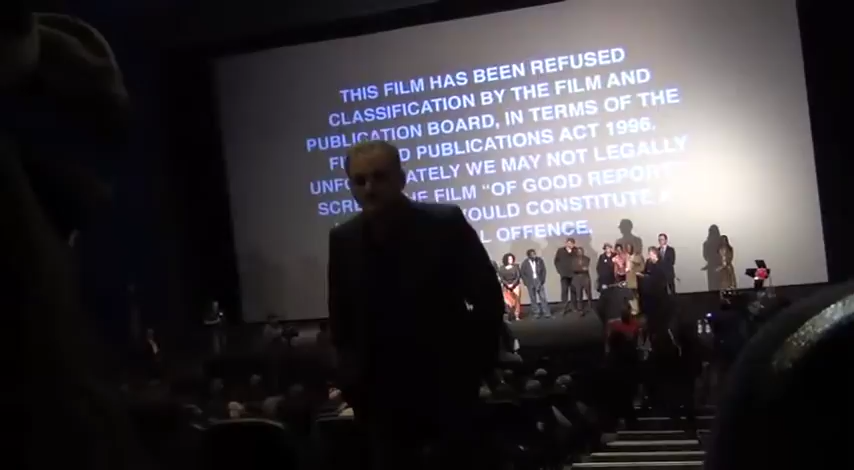 THIS FILM HAS BEEN REFUSED
CLASSIFICATION BY THE FILM AND
PUBLICATION BOARD, IN TERMS OF THE
PUBLICATIONS ACT 1996.
WE MAY NOT LEGALLY
THE FILM "OF GOOD REPORT"
CONSTITUTE A
OFFENCE.